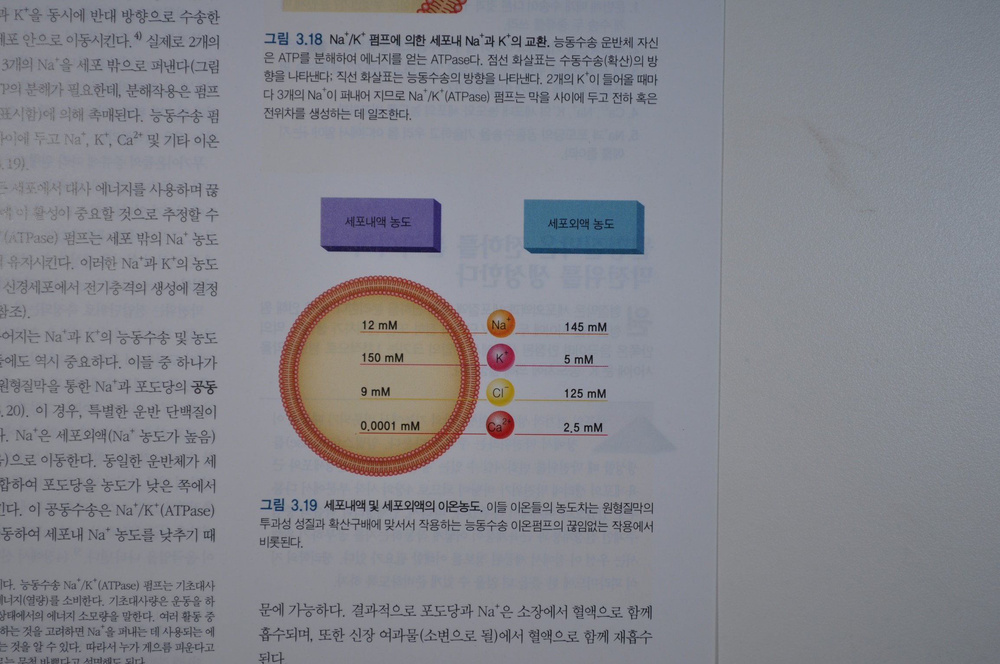 과 K⁺을 동시에 반대 방향으로 수송한
세포 안으로 이동시킨다.⁴⁾ 실제로 2개의
3개의 Na⁺을 세포 밖으로 퍼낸다(그림
TP의 분해가 필요한데, 분해작용은 펌프
표시함)에 의해 촉매된다. 능동수송 펌
사이에 두고 Na⁺, K⁺, Ca²⁺ 및 기타 이온
.19).
세포에서 대사 에너지를 사용하며 끊
에 이 활성이 중요할 것으로 추정할 수
(ATPase) 펌프는 세포 밖의 Na⁺ 농도
유지시킨다. 이러한 Na⁺과 K⁺의 농도
신경세포에서 전기충격의 생성에 결정
참조).
어지는 Na⁺과 K⁺의 능동수송 및 농도
들에도 역시 중요하다. 이들 중 하나가
원형질막을 통한 Na⁺과 포도당의 공동
.20). 이 경우, 특별한 운반 단백질이
다. Na⁺은 세포외액(Na⁺ 농도가 높음)
)으로 이동한다. 동일한 운반체가 세
합하여 포도당을 농도가 낮은 쪽에서
긴다. 이 공동수송은 Na⁺/K⁺(ATPase)
동하여 세포내 Na⁺ 농도를 낮추기 때
이다. 능동수송 Na⁺/K⁺(ATPase) 펌프는 기초대사
에너지(열량)를 소비한다. 기초대사량은 운동을 하
상태에서의 에너지 소모량을 말한다. 여러 활동 중
하는 것을 고려하면 Na⁺을 퍼내는 데 사용되는 에
는 것을 알 수 있다. 따라서 누가 게으름 피운다고
무척 바쁘다고 설명해도 된다.
그림 3.18 Na⁺/K⁺ 펌프에 의한 세포내 Na⁺과 K⁺의 교환. 능동수송 운반체 자신
은 ATP를 분해하여 에너지를 얻는 ATPase다. 점선 화살표는 수동수송(확산)의 방
향을 나타낸다; 직선 화살표는 능동수송의 방향을 나타낸다. 2개의 K⁺이 들어올 때마
다 3개의 Na⁺이 퍼내어 지므로 Na⁺/K⁺(ATPase) 펌프는 막을 사이에 두고 전하 혹은
전위차를 생성하는 데 일조한다.
세포내액 농도 세포외액 농도
12 mM Na⁺ 145 mM
150 mM K⁺ 5 mM
9 mM Cl⁻ 125 mM
0.0001 mM Ca²⁺ 2.5 mM
그림 3.19 세포내액 및 세포외액의 이온농도. 이들 이온들의 농도차는 원형질막의
투과성 성질과 확산구배에 맞서서 작용하는 능동수송 이온펌프의 끊임없는 작용에서
비롯된다.
문에 가능하다. 결과적으로 포도당과 Na⁺은 소장에서 혈액으로 함께
흡수되며, 또한 신장 여과물(소변으로 될)에서 혈액으로 함께 재흡수
된다.